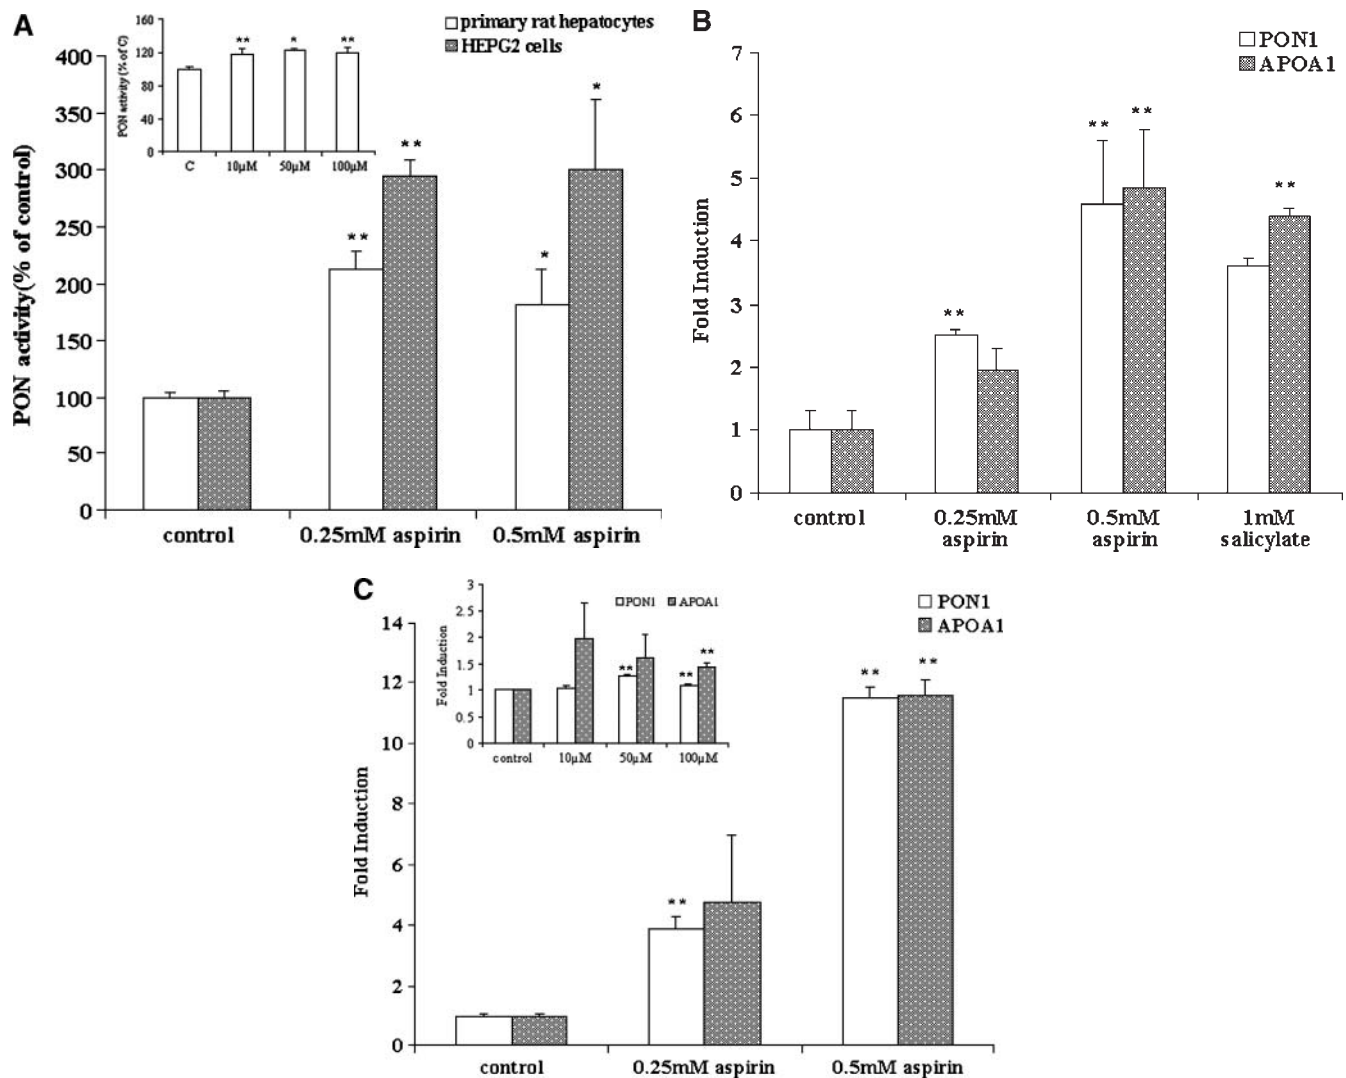 A
primary rat hepatocytes
HEPG2 cells
PON activity(% of control)
400
350
300
250
200
150
100
50
0
**
**
*
*
control
0.25mM aspirin
0.5mM aspirin
PON activity (% of C)
160
120
80
40
0
**
*
**
C
10µM
50µM
100µM
B
PON1
APOA1
Fold Induction
7
6
5
4
3
2
1
0
**
**
**
**
control
0.25mM
aspirin
0.5mM
aspirin
1mM
salicylate
C
PON1
APOA1
Fold Induction
14
12
10
8
6
4
2
0
**
**
**
control
0.25mM aspirin
0.5mM aspirin
Fold Induction
3
2.5
2
1.5
1
0.5
0
PON1
APOA1
**
**
**
control
10µM
50µM
100µM